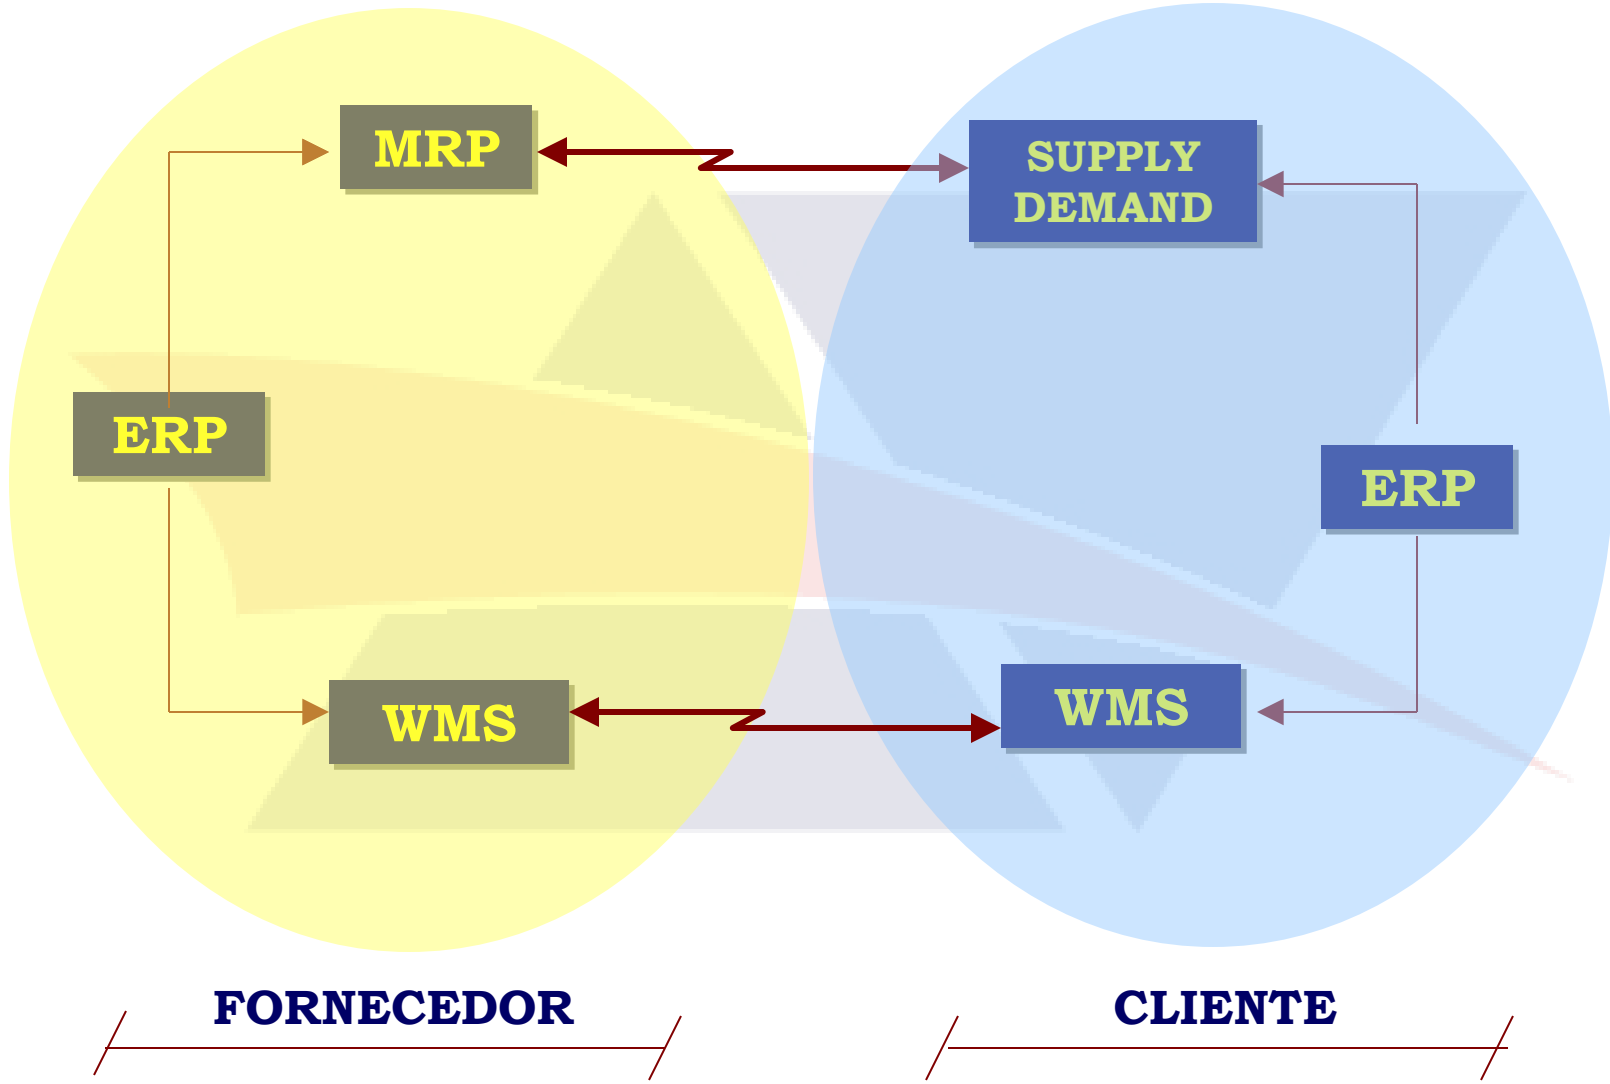 MRP
SUPPLY
DEMAND
ERP
ERP
WMS
WMS
FORNECEDOR
CLIENTE